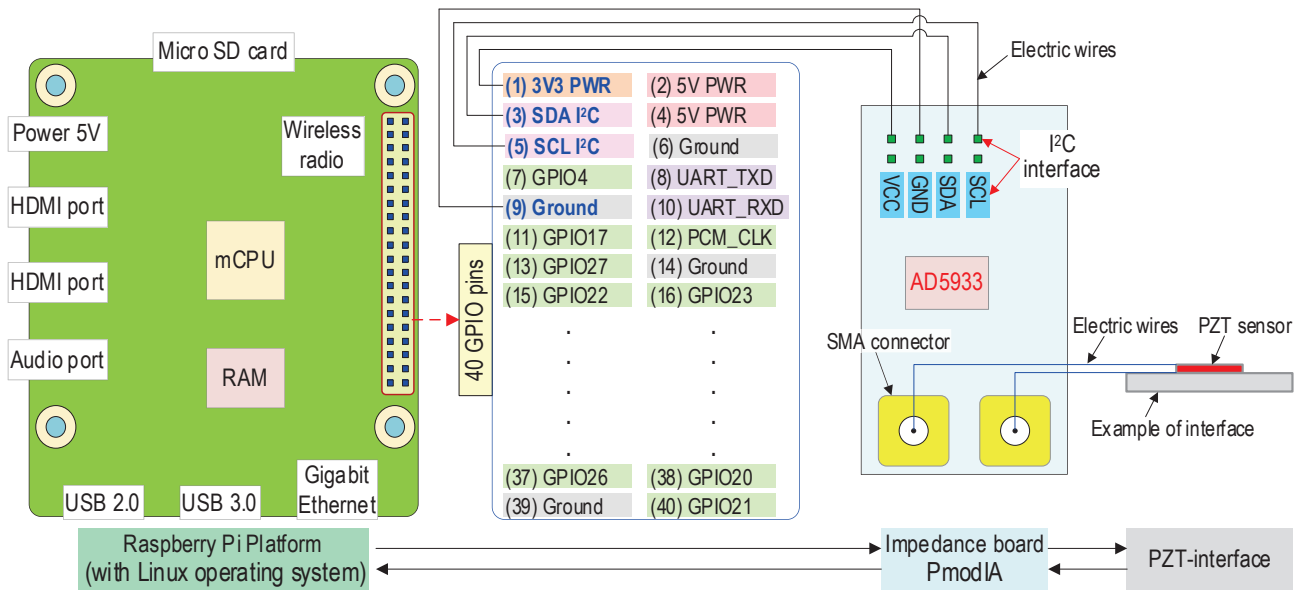 Micro SD card
Power 5V
HDMI port
HDMI port
Audio port
Wireless
radio
mCPU
RAM
USB 2.0
USB 3.0
Gigabit
Ethernet
40 GPIO pins
(1) 3V3 PWR
(2) 5V PWR
(3) SDA I²C
(4) 5V PWR
(5) SCL I²C
(6) Ground
(7) GPIO4
(8) UART_TXD
(9) Ground
(10) UART_RXD
(11) GPIO17
(12) PCM_CLK
(13) GPIO27
(14) Ground
(15) GPIO22
(16) GPIO23
(37) GPIO26
(38) GPIO20
(39) Ground
(40) GPIO21
Electric wires
I²C
interface
VCC
GND
SDA
SCL
AD5933
SMA connector
Electric wires
PZT sensor
Example of interface
Raspberry Pi Platform
(with Linux operating system)
Impedance board
PmodIA
PZT-interface